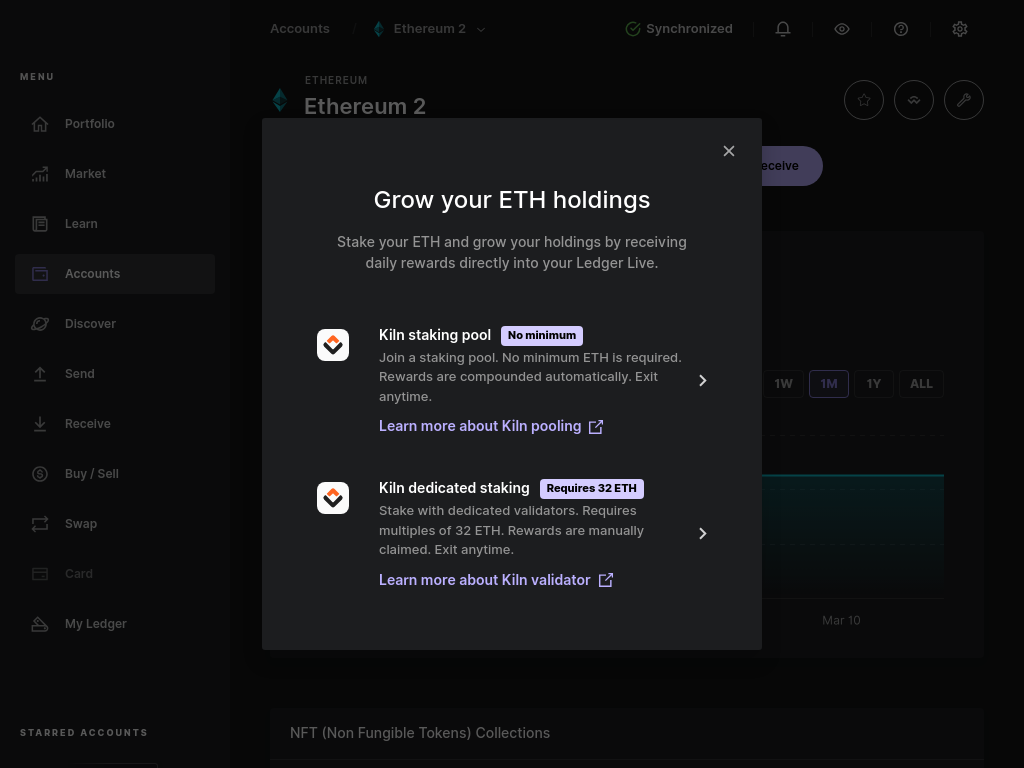 Accounts / Ethereum 2
Synchronized
MENU
ETHEREUM
Ethereum 2
Portfolio
Market
Learn
Accounts
Discover
Send
Receive
Buy / Sell
Swap
Card
My Ledger
STARRED ACCOUNTS
eceive
Grow your ETH holdings
Stake your ETH and grow your holdings by receiving
daily rewards directly into your Ledger Live.
Kiln staking pool No minimum
Join a staking pool. No minimum ETH is required.
Rewards are compounded automatically. Exit
anytime.
Learn more about Kiln pooling
Kiln dedicated staking Requires 32 ETH
Stake with dedicated validators. Requires
multiples of 32 ETH. Rewards are manually
claimed. Exit anytime.
Learn more about Kiln validator
1W 1M 1Y ALL
Mar 10
NFT (Non Fungible Tokens) Collections